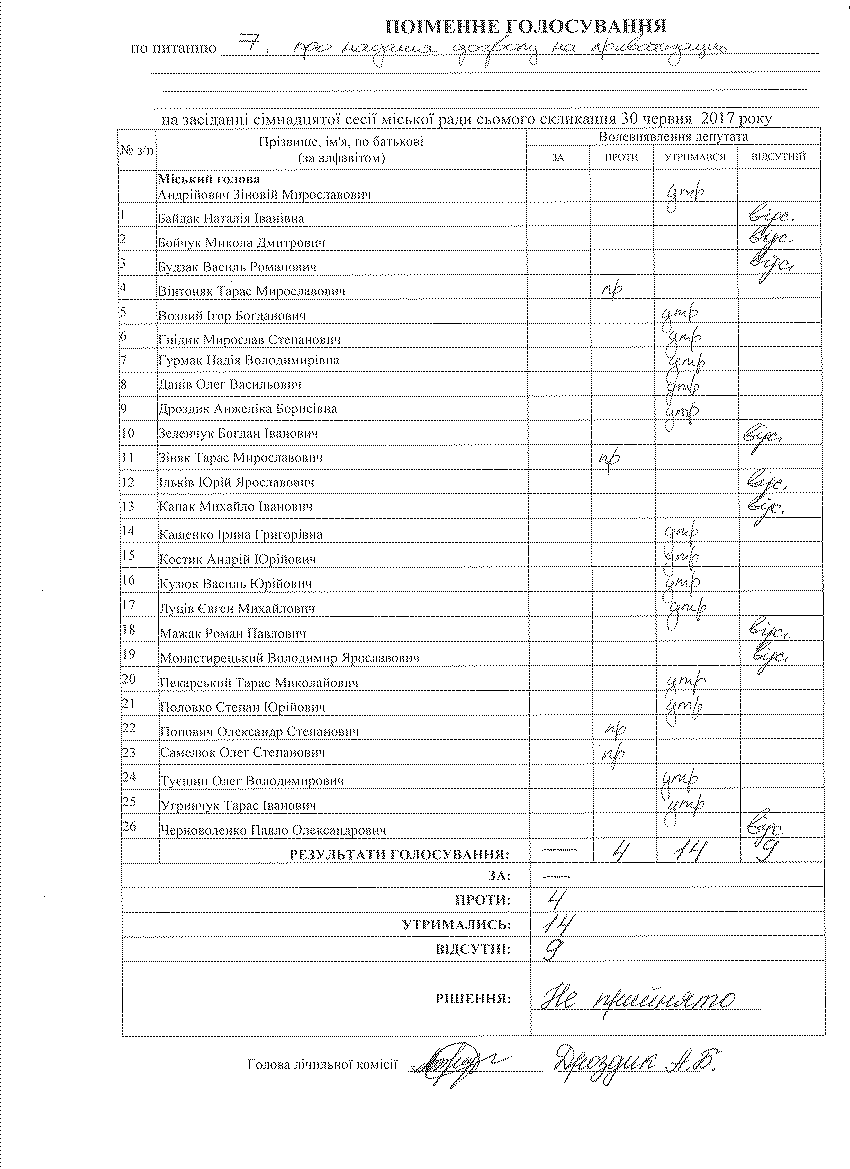 ПОІМЕННЕ ГОЛОСУВАННЯ
по питанню 7. про надання дозволу на приватизацію
на засіданні сімнадцятої сесії міської ради сьомого скликання 30 червня 2017 року
№ з/п Прізвище, ім'я, по батькові (за алфавітом) Волевиявлення депутата
ЗА ПРОТИ УТРИМАВСЯ ВІДСУТНІЙ
Міський голова
Андрійович Зіновій Мирославович утр
1 Байдак Наталія Іванівна відс.
2 Бойчук Микола Дмитрович відс.
3 Будзак Василь Романович відс.
4 Вінтоняк Тарас Мирославович пр
5 Возний Ігор Богданович утр
6 Гнідик Мирослав Степанович утр
7 Гурмак Надія Володимирівна утр
8 Данів Олег Васильович утр
9 Дроздик Анжеліка Борисівна утр
10 Зеленчук Богдан Іванович відс.
11 Зіняк Тарас Мирославович пр
12 Ільків Юрій Ярославович відс.
13 Капак Михайло Іванович відс.
14 Кащенко Ірина Григорівна утр
15 Костик Андрій Юрійович утр
16 Кузюк Василь Юрійович утр
17 Луців Євген Михайлович утр
18 Мажак Роман Павлович відс.
19 Монастирецький Володимир Ярославович відс.
20 Пекарський Тарас Миколайович утр
21 Половко Степан Юрійович утр
22 Попович Олександр Степанович пр
23 Самелюк Олег Степанович пр
24 Туєшин Олег Володимирович утр
25 Угринчук Тарас Іванович утр
26 Черноволенко Павло Олександрович відс
РЕЗУЛЬТАТИ ГОЛОСУВАННЯ: — 4 14 9
ЗА: —
ПРОТИ: 4
УТРИМАЛИСЬ: 14
ВІДСУТНІ: 9
РІШЕННЯ: Не прийнято
Голова лічильної комісії Дроздик А.Б.